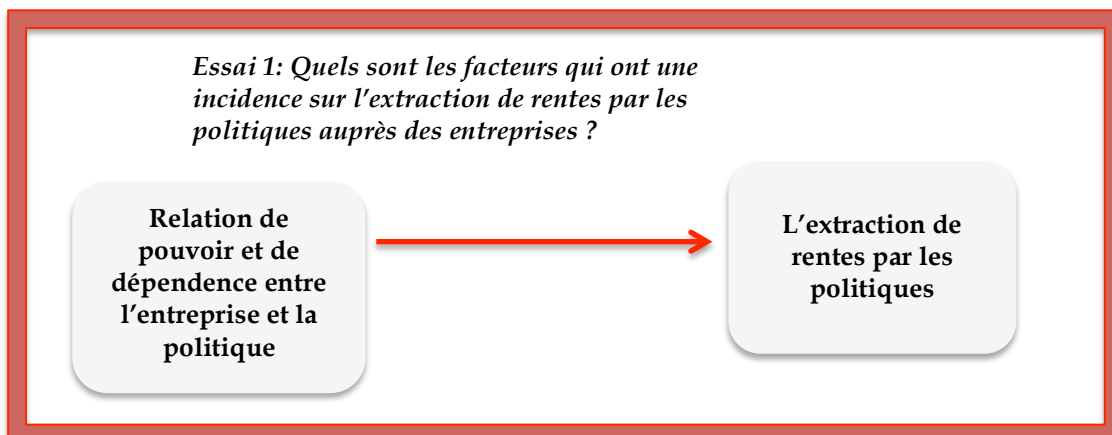 Essai 1: Quels sont les facteurs qui ont une
incidence sur l’extraction de rentes par les
politiques auprès des entreprises ?
Relation de
pouvoir et de
dépendence entre
l’entreprise et la
politique
L’extraction de
rentes par les
politiques